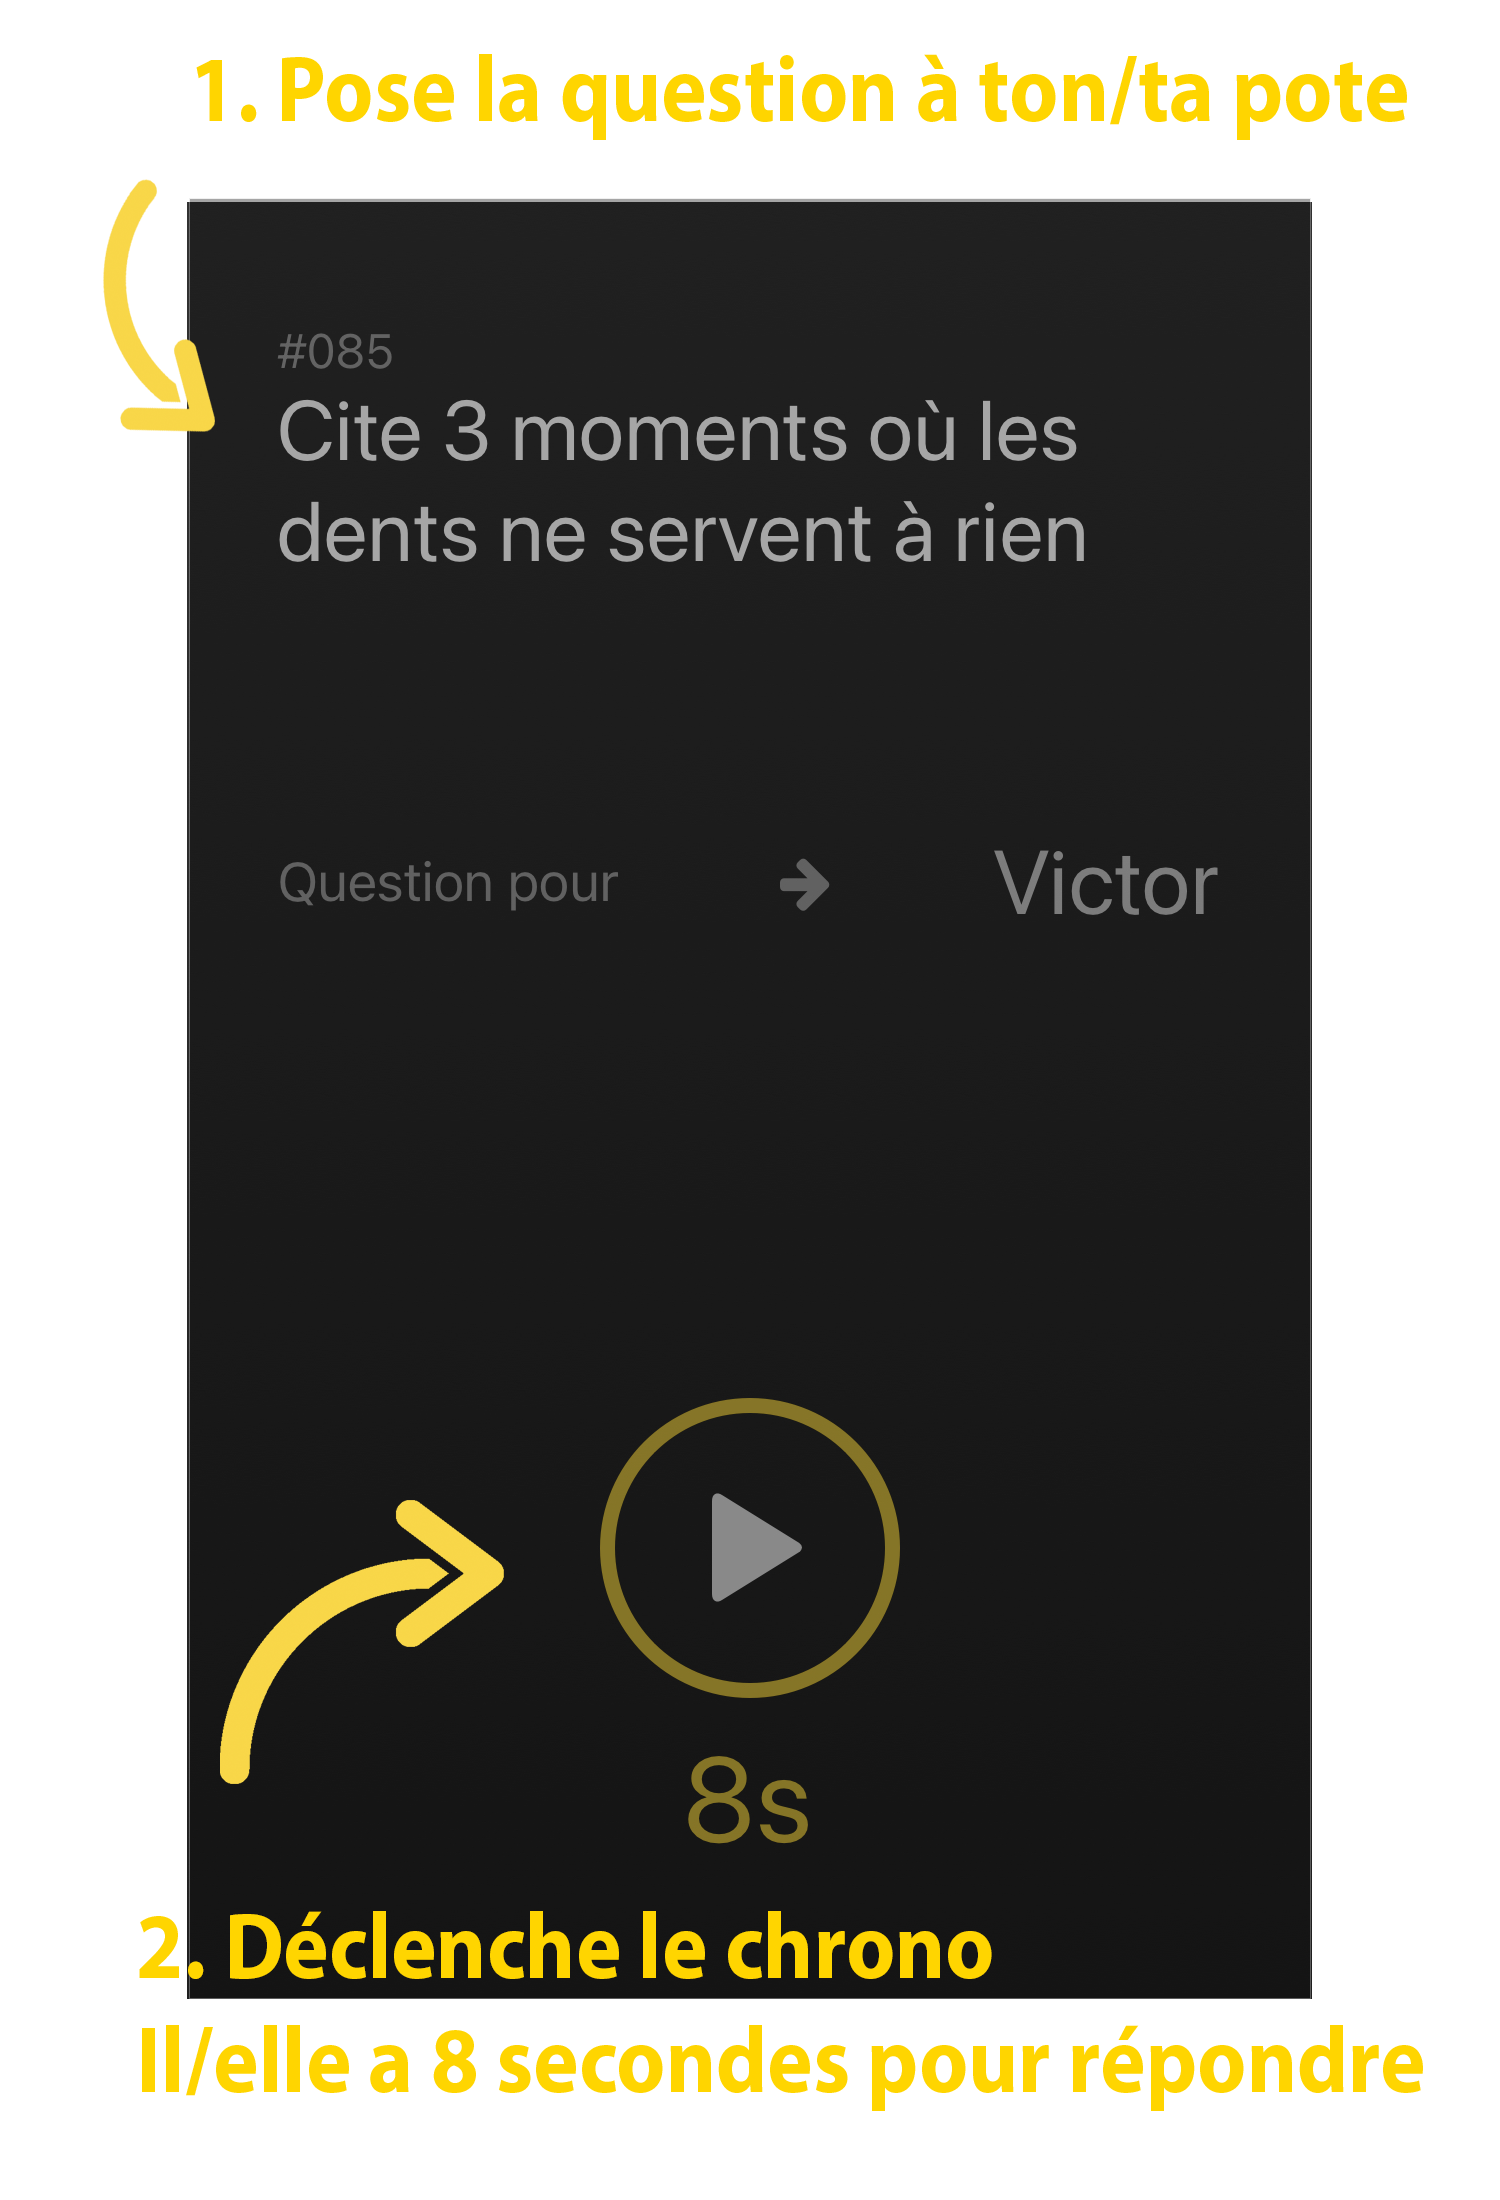 1. Pose la question à ton/ta pote
#085
Cite 3 moments où les
dents ne servent à rien
Question pour
Victor
8s
2. Déclenche le chrono
Il/elle a 8 secondes pour répondre